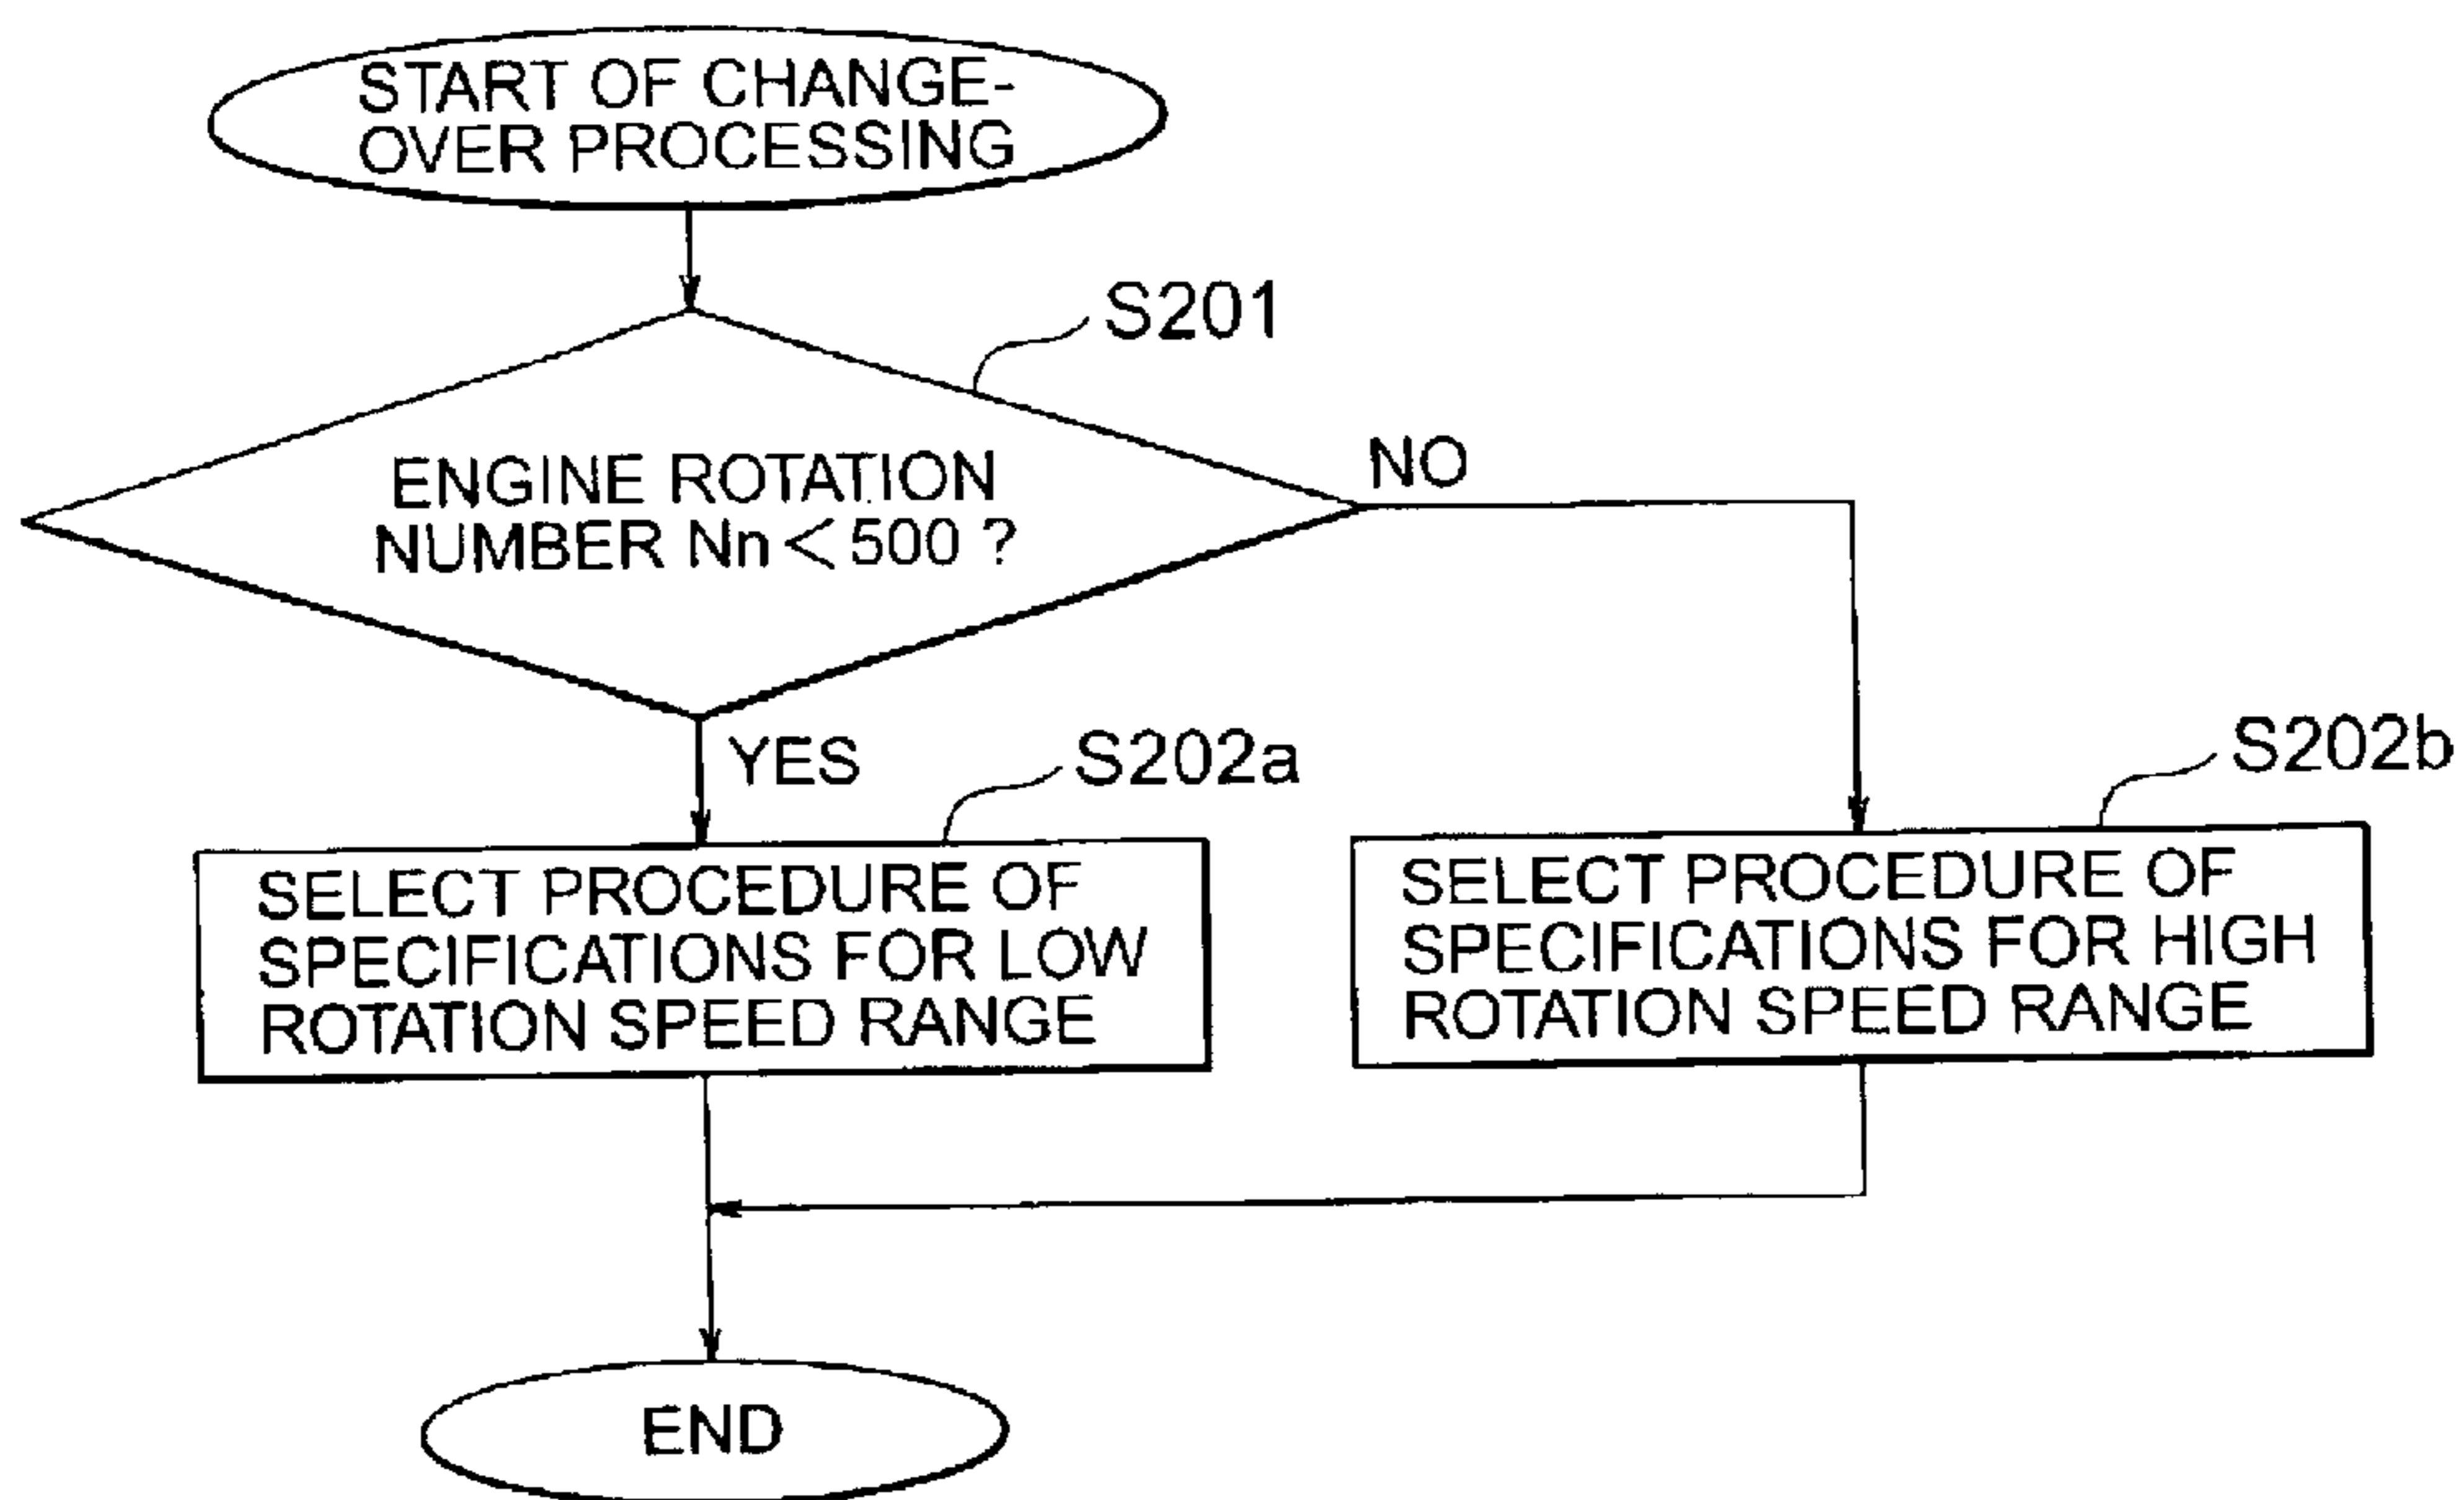 START OF CHANGE-
OVER PROCESSING
S201
ENGINE ROTATION
NUMBER Nn < 500 ?
NO
YES
S202a
S202b
SELECT PROCEDURE OF
SPECIFICATIONS FOR LOW
ROTATION SPEED RANGE
SELECT PROCEDURE OF
SPECIFICATIONS FOR HIGH
ROTATION SPEED RANGE
END